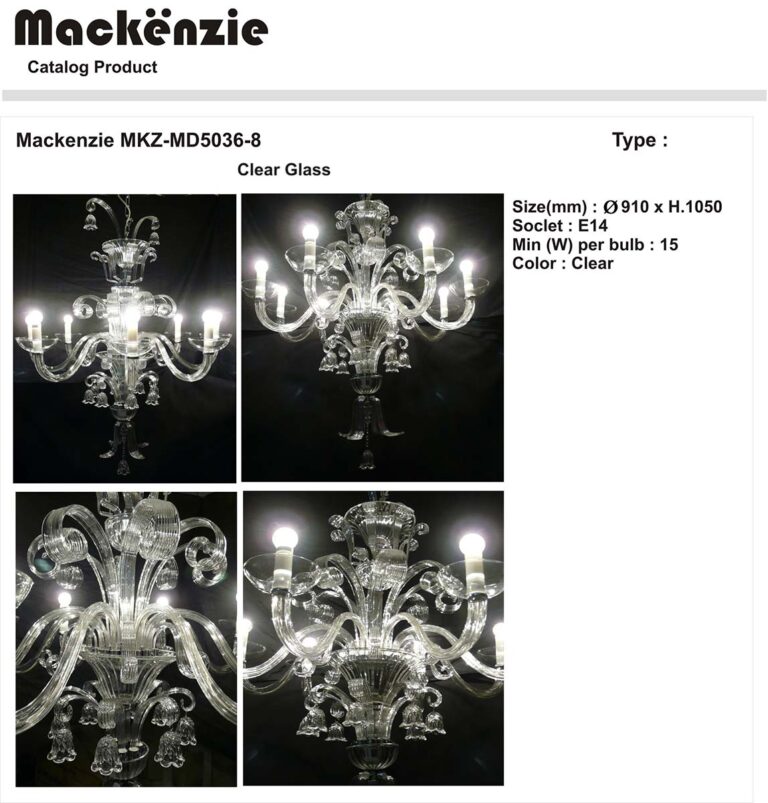 Mackënzie
Catalog Product
Mackenzie MKZ-MD5036-8
Type :
Clear Glass
Size(mm) : Ø 910 x H.1050
Soclet : E14
Min (W) per bulb : 15
Color : Clear